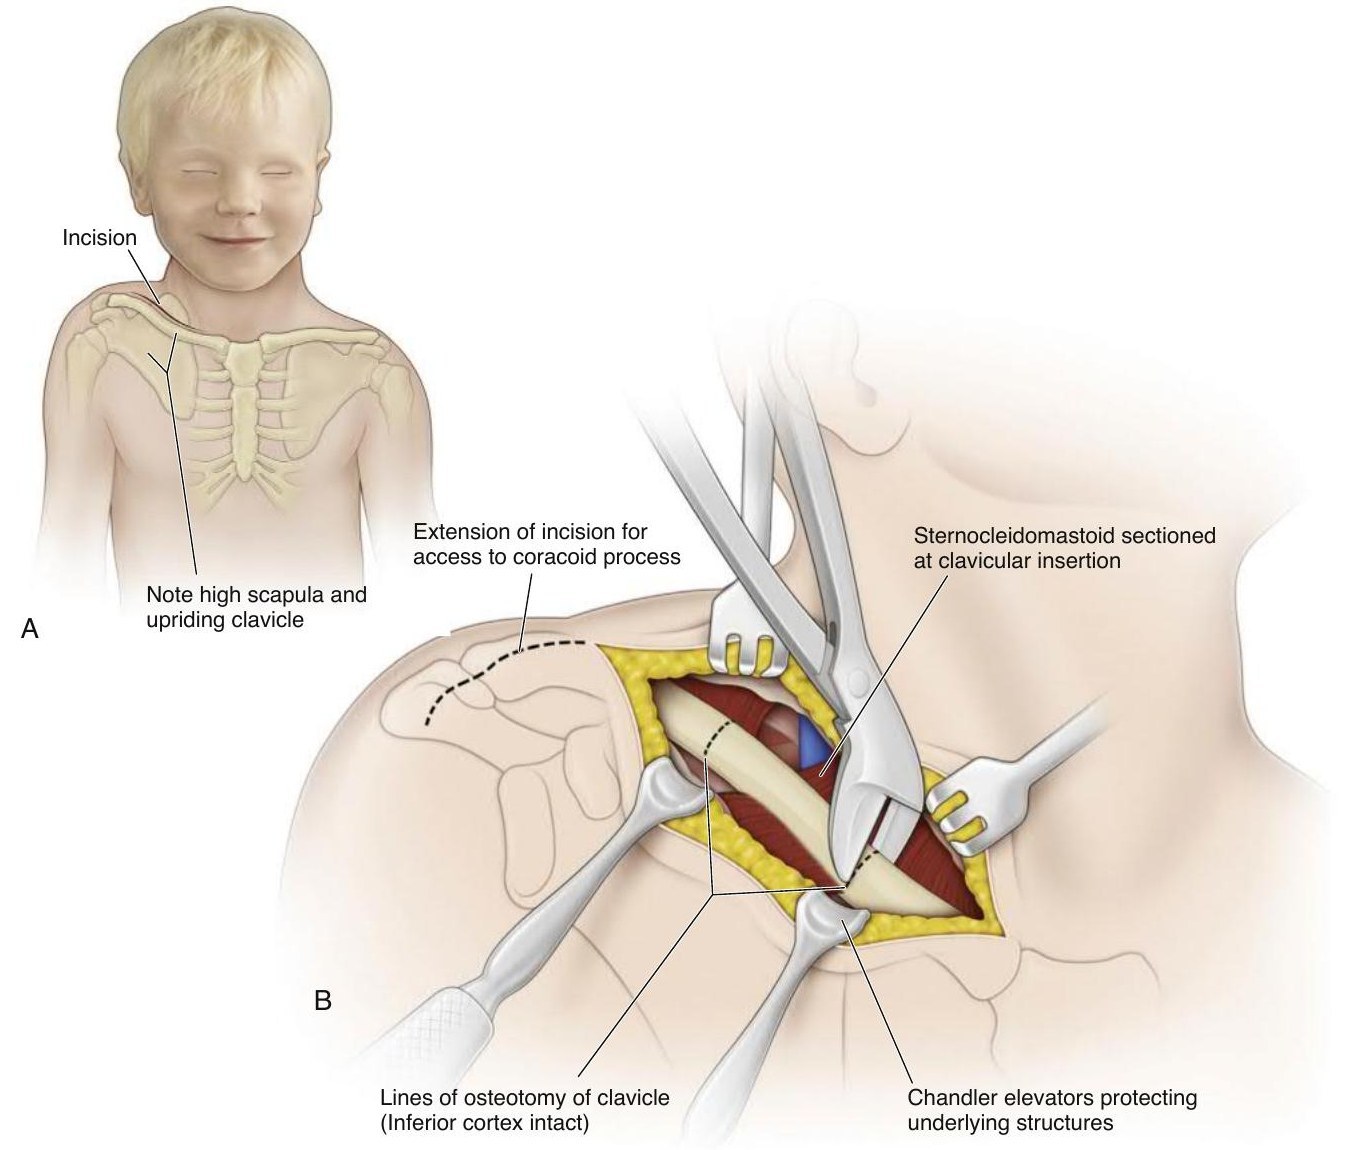 Incision
Note high scapula and
upriding clavicle
A
Extension of incision for
access to coracoid process
Sternocleidomastoid sectioned
at clavicular insertion
B
Lines of osteotomy of clavicle
(Inferior cortex intact)
Chandler elevators protecting
underlying structures